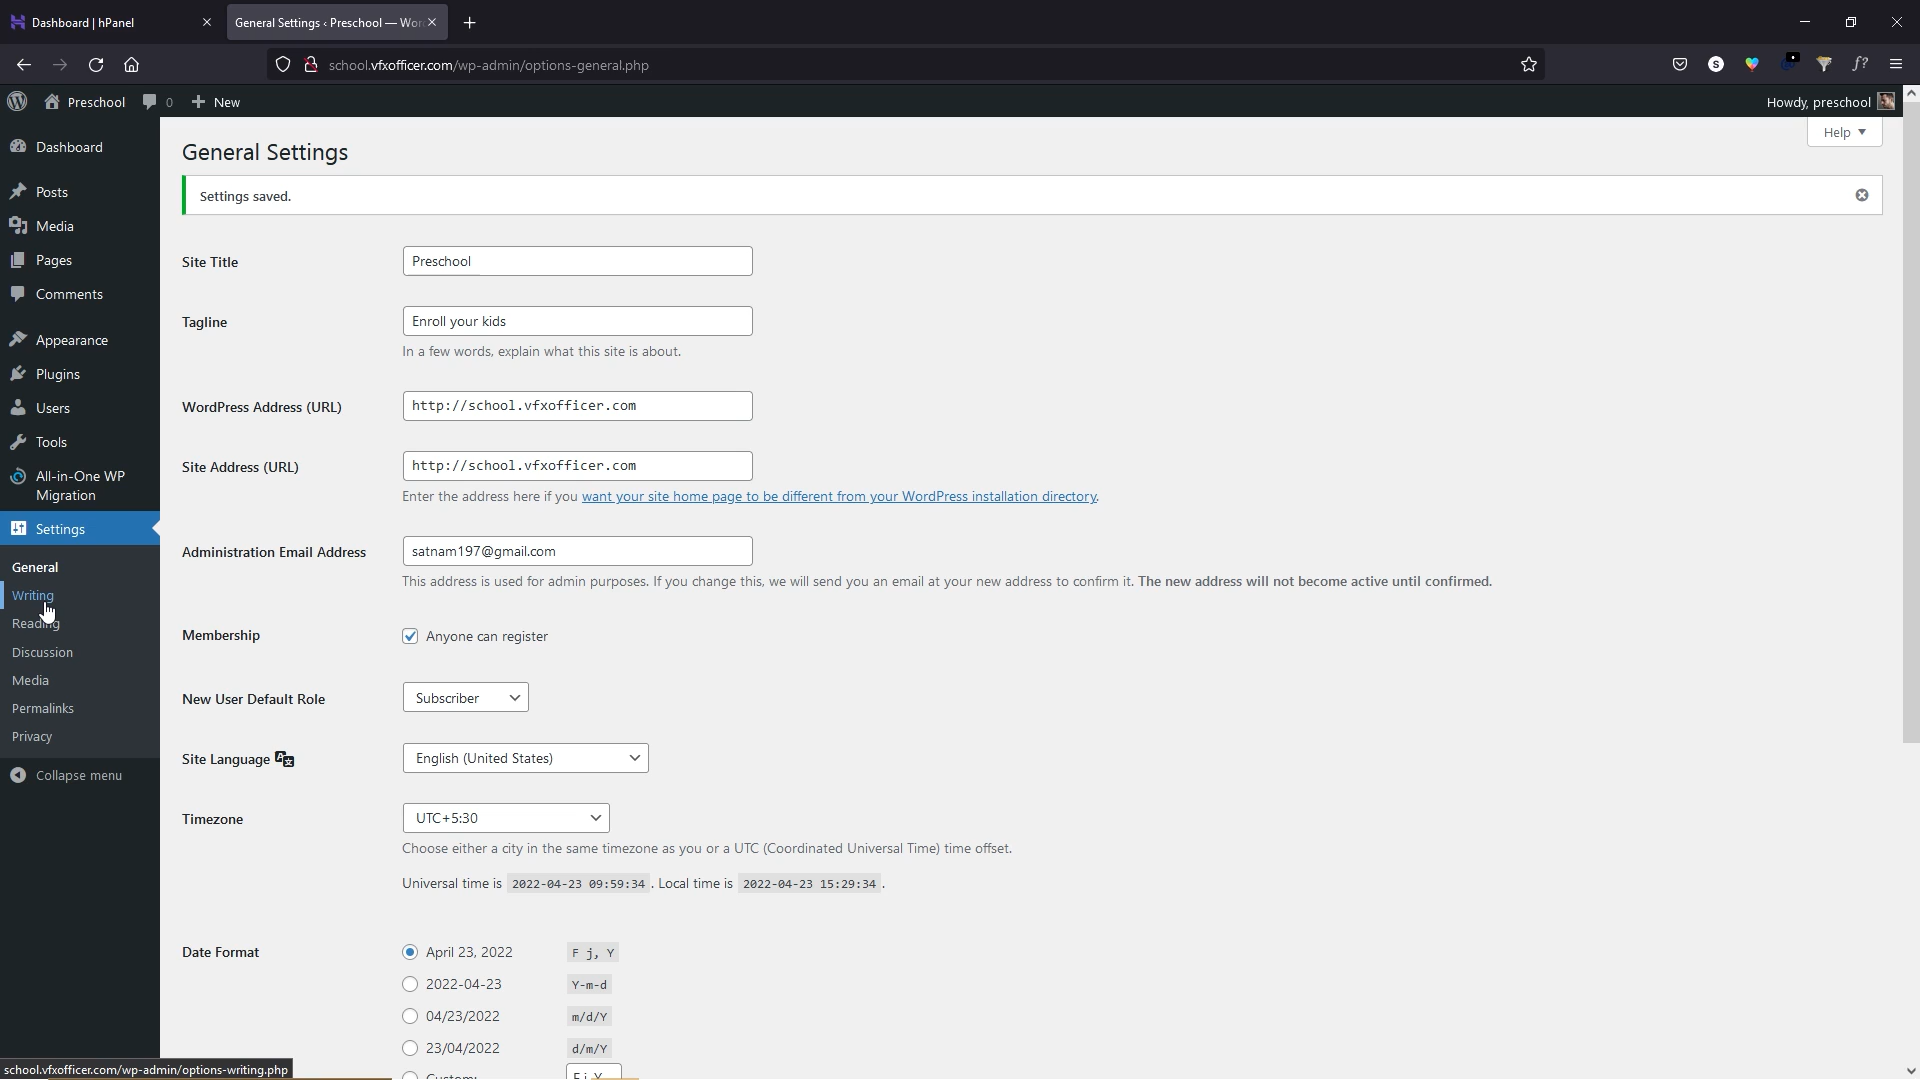 Dashboard | hPanel
General Settings ‹ Preschool — Wor
school.vfxofficer.com/wp-admin/options-general.php
S
f?
Preschool
0
New
Howdy, preschool
Help
Dashboard
Posts
Media
Pages
Comments
Appearance
Plugins
Users
Tools
All-in-One WP
Migration
Settings
General
Writing
Reading
Discussion
Media
Permalinks
Privacy
Collapse menu
General Settings
Settings saved.
Site Title
Preschool
Tagline
Enroll your kids
In a few words, explain what this site is about.
WordPress Address (URL)
http://school.vfxofficer.com
Site Address (URL)
http://school.vfxofficer.com
Enter the address here if you want your site home page to be different from your WordPress installation directory.
Administration Email Address
satnam197@gmail.com
This address is used for admin purposes. If you change this, we will send you an email at your new address to confirm it. The new address will not become active until confirmed.
Membership
Anyone can register
New User Default Role
Subscriber
Site Language
English (United States)
Timezone
UTC+5:30
Choose either a city in the same timezone as you or a UTC (Coordinated Universal Time) time offset.
Universal time is 2022-04-23 09:59:34 . Local time is 2022-04-23 15:29:34 .
Date Format
April 23, 2022 F j, Y
2022-04-23 Y-m-d
04/23/2022 m/d/Y
23/04/2022 d/m/Y
Custom: F j, Y
school.vfxofficer.com/wp-admin/options-writing.php